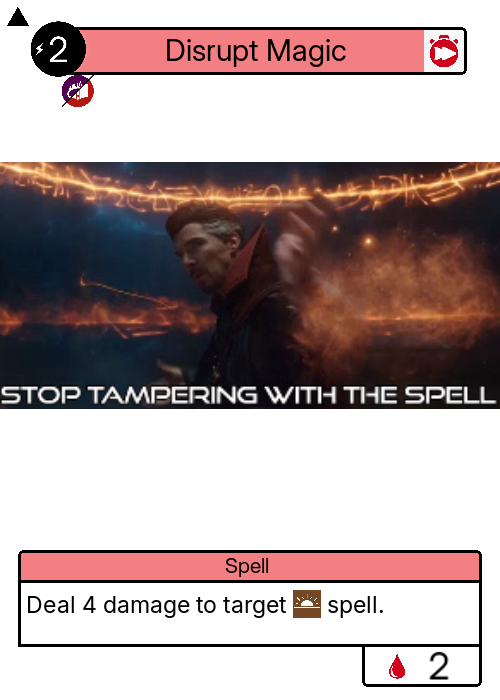 2
Disrupt Magic
STOP TAMPERING WITH THE SPELL
Spell
Deal 4 damage to target spell.
2